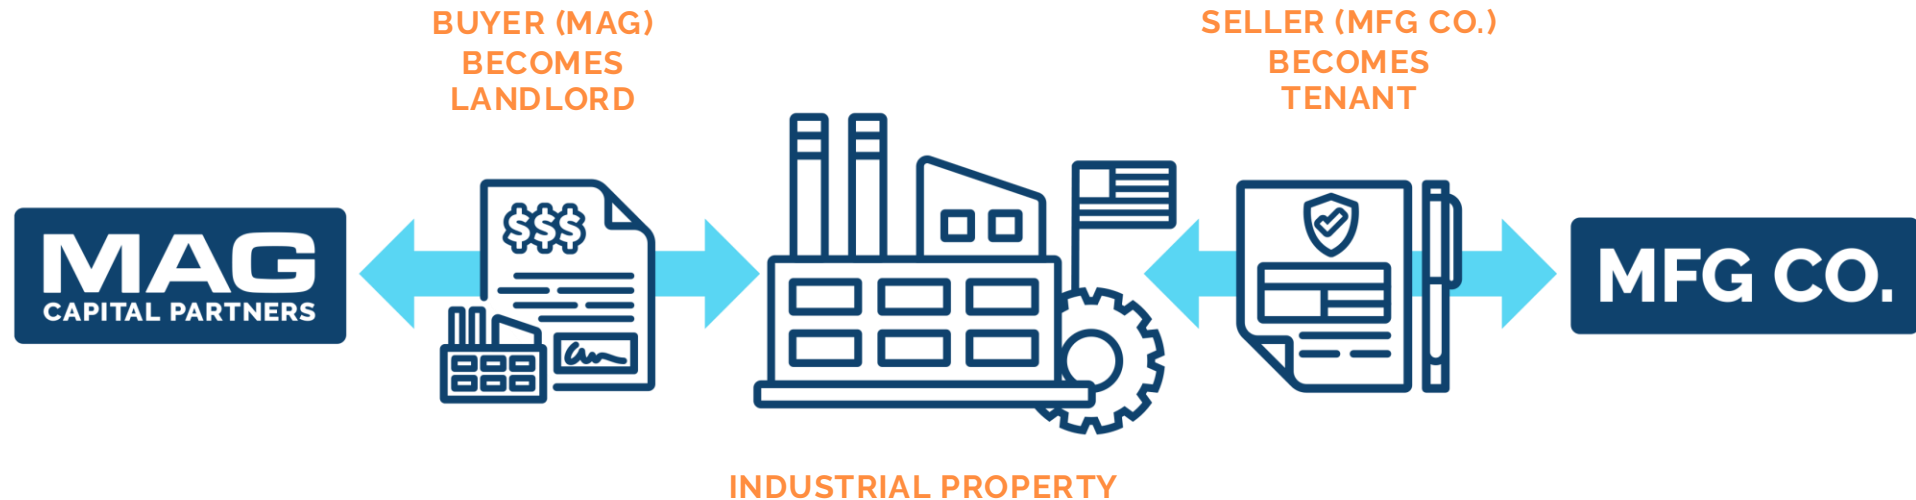 BUYER (MAG)
BECOMES
LANDLORD
SELLER (MFG CO.)
BECOMES
TENANT
$$$
MAG
CAPITAL PARTNERS
MFG CO.
INDUSTRIAL PROPERTY